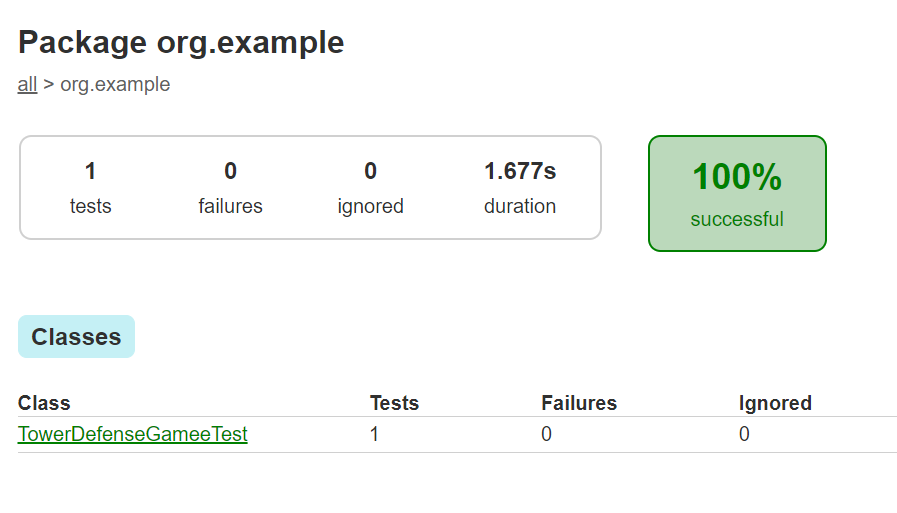 Package org.example
all > org.example
1 0 0 1.677s
tests failures ignored duration
100%
successful
Classes
Class Tests Failures Ignored
TowerDefenseGameeTest 1 0 0